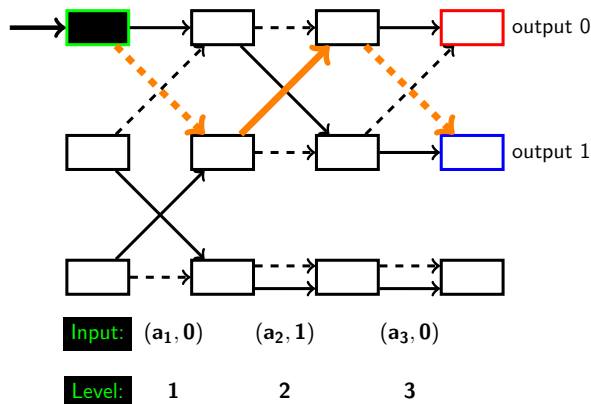 output 0
output 1
Input: (a₁, 0) (a₂, 1) (a₃, 0)
Level: 1 2 3